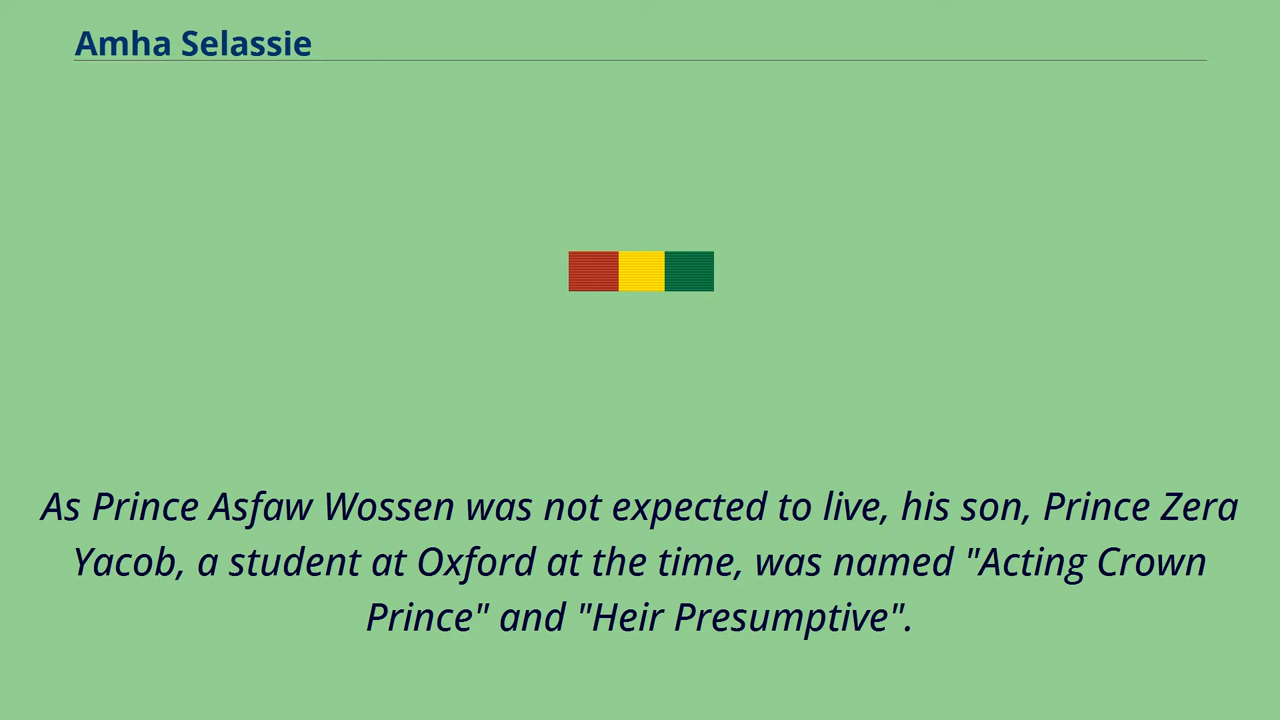 Amha Selassie
As Prince Asfaw Wossen was not expected to live, his son, Prince Zera
Yacob, a student at Oxford at the time, was named "Acting Crown
Prince" and "Heir Presumptive".